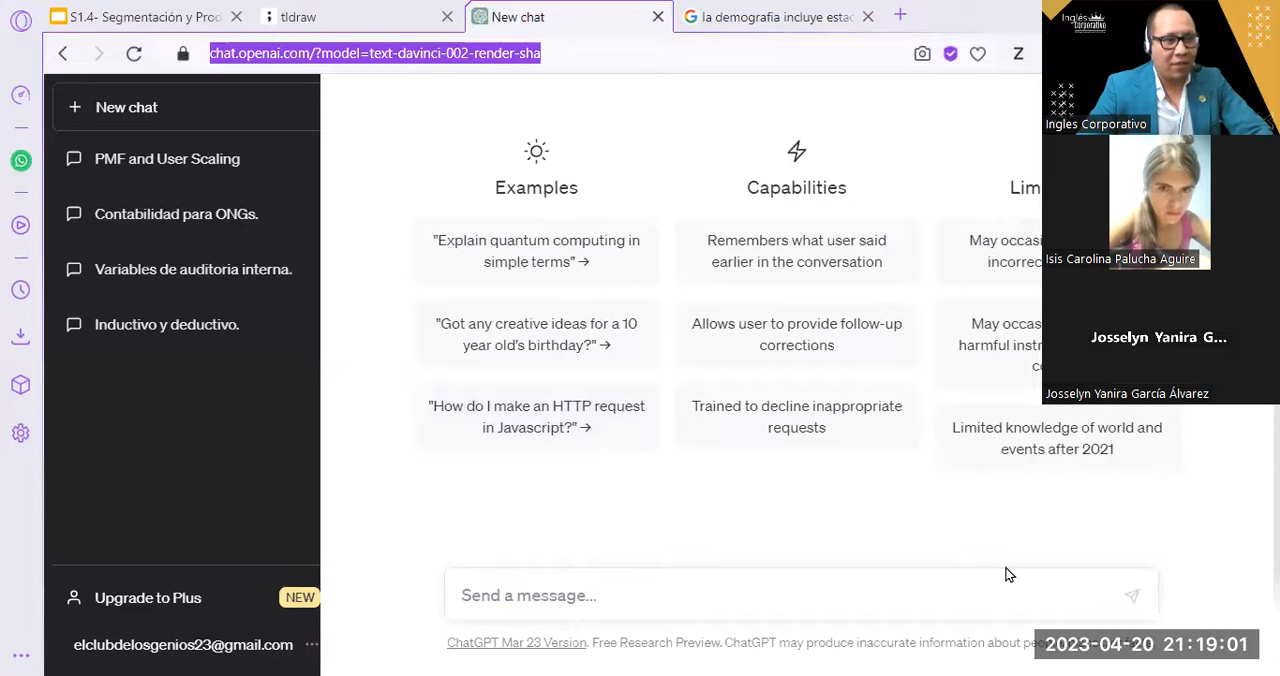 S1.4- Segmentación y Prod
tldraw
New chat
la demografia incluye estac
chat.openai.com/?model=text-davinci-002-render-sha
Z
New chat
PMF and User Scaling
Contabilidad para ONGs.
Variables de auditoria interna.
Inductivo y deductivo.
Upgrade to Plus
NEW
elclubdelosgenios23@gmail.com
Examples
"Explain quantum computing in
simple terms" →
"Got any creative ideas for a 10
year old's birthday?" →
"How do I make an HTTP request
in Javascript?" →
Capabilities
Remembers what user said
earlier in the conversation
Allows user to provide follow-up
corrections
Trained to decline inappropriate
requests
Lim
May occasi
incorrec
May occas
harmful instr
co
Limited knowledge of world and
events after 2021
Send a message...
ChatGPT Mar 23 Version. Free Research Preview. ChatGPT may produce inaccurate information about peo
Inglés
Corporativo
Ingles Corporativo
Isis Carolina Palucha Aguire
Josselyn Yanira G...
Josselyn Yanira García Álvarez
2023-04-20 21:19:01